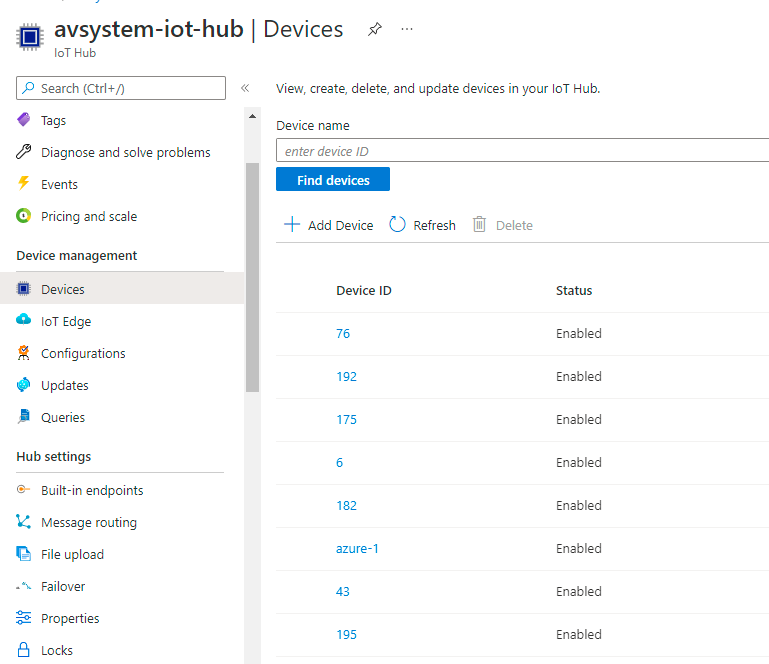 avsystem-iot-hub | Devices ...
IoT Hub
Search (Ctrl+/)
«
Tags
Diagnose and solve problems
Events
Pricing and scale
Device management
Devices
IoT Edge
Configurations
Updates
Queries
Hub settings
Built-in endpoints
Message routing
File upload
Failover
Properties
Locks
View, create, delete, and update devices in your IoT Hub.
Device name
enter device ID
Find devices
Add Device Refresh Delete
Device ID Status
76 Enabled
192 Enabled
175 Enabled
6 Enabled
182 Enabled
azure-1 Enabled
43 Enabled
195 Enabled